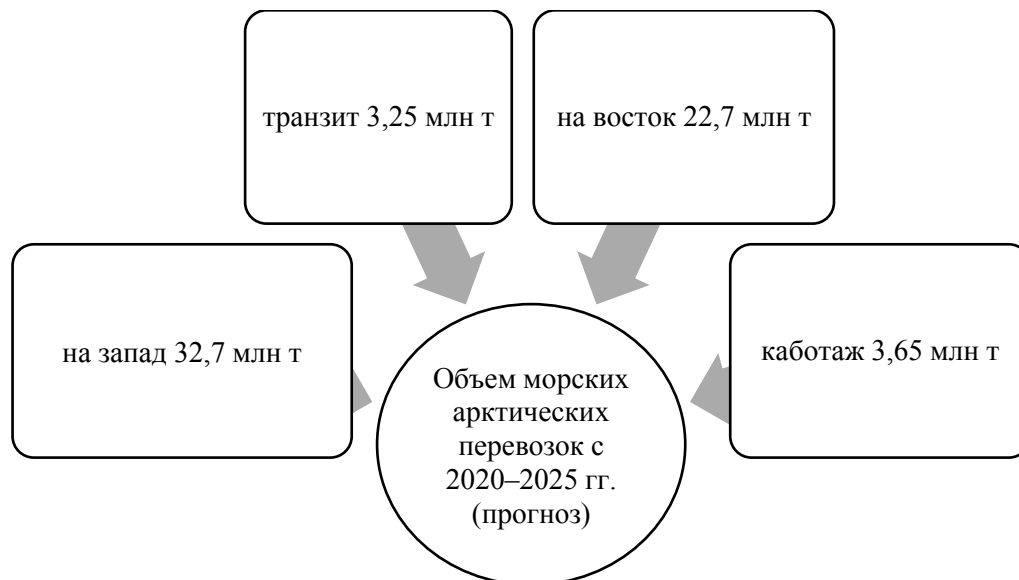 транзит 3,25 млн т
на восток 22,7 млн т
на запад 32,7 млн т
каботаж 3,65 млн т
Объем морских
арктических
перевозок с
2020–2025 гг.
(прогноз)